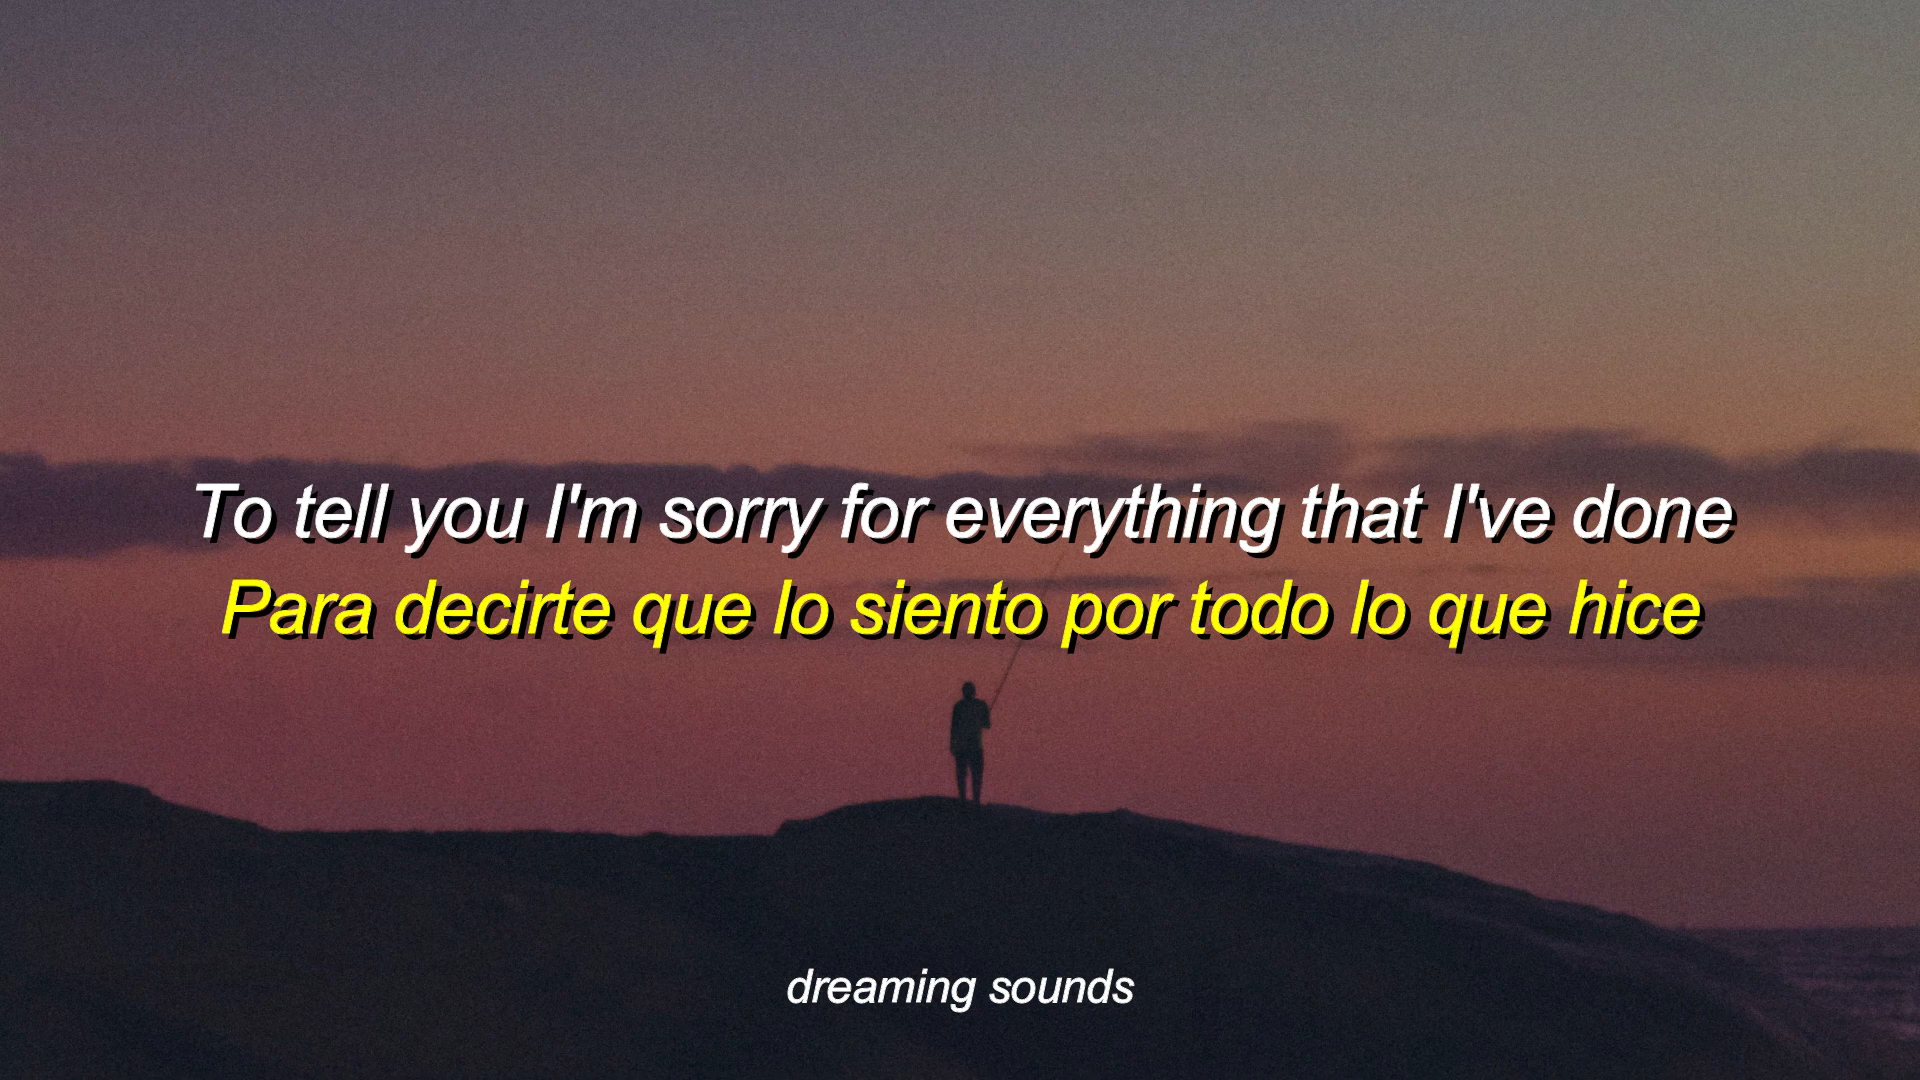 To tell you I'm sorry for everything that I've done
Para decirte que lo siento por todo lo que hice
dreaming sounds